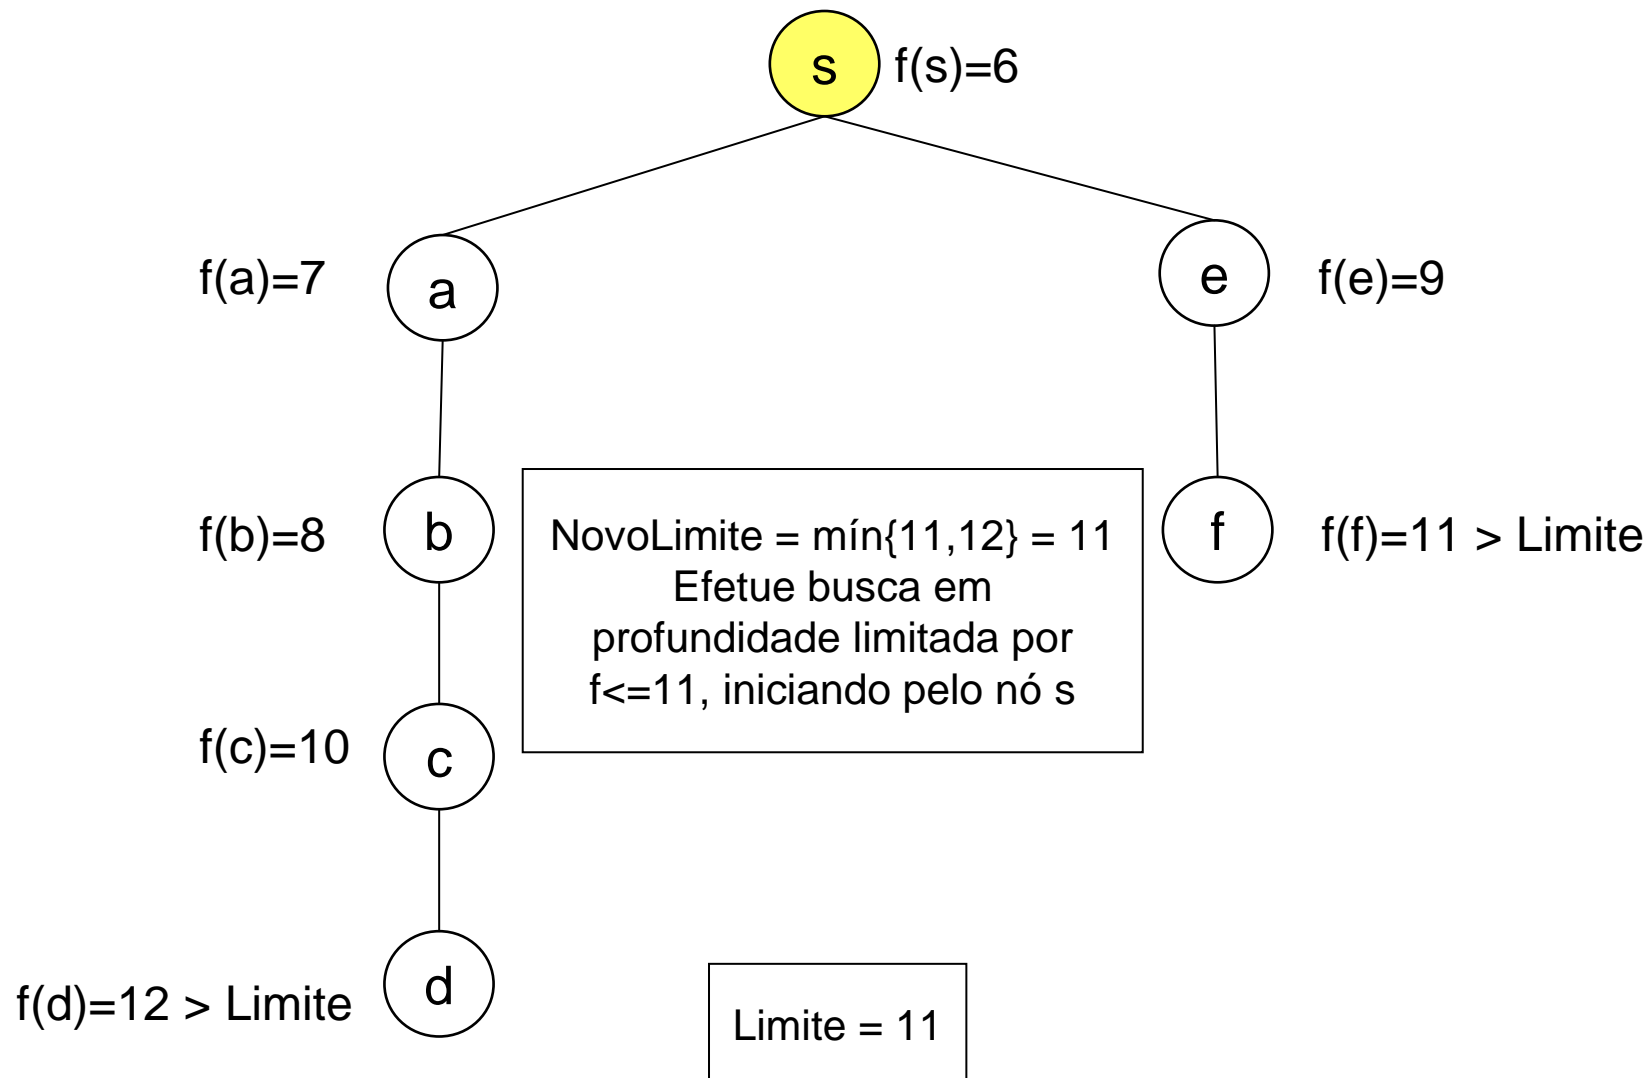 s f(s)=6
f(a)=7 a e f(e)=9
f(b)=8 b f f(f)=11 > Limite
NovoLimite = mín{11,12} = 11
Efetue busca em
profundidade limitada por
f<=11, iniciando pelo nó s
f(c)=10 c
f(d)=12 > Limite d
Limite = 11